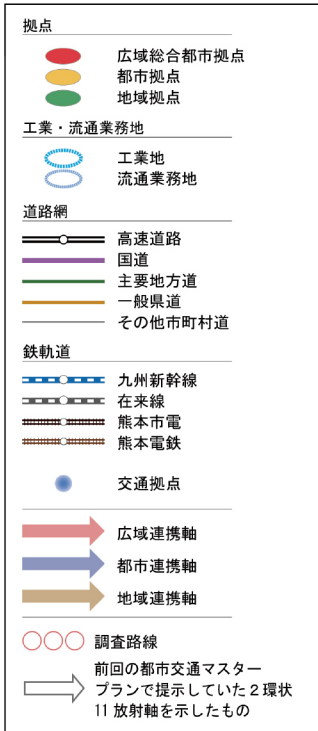 拠点
広域総合都市拠点
都市拠点
地域拠点
工業・流通業務地
工業地
流通業務地
道路網
高速道路
国道
主要地方道
一般県道
その他市町村道
鉄軌道
九州新幹線
在来線
熊本市電
熊本電鉄
交通拠点
広域連携軸
都市連携軸
地域連携軸
調査路線
前回の都市交通マスター
プランで提示していた２環状
11 放射軸を示したもの